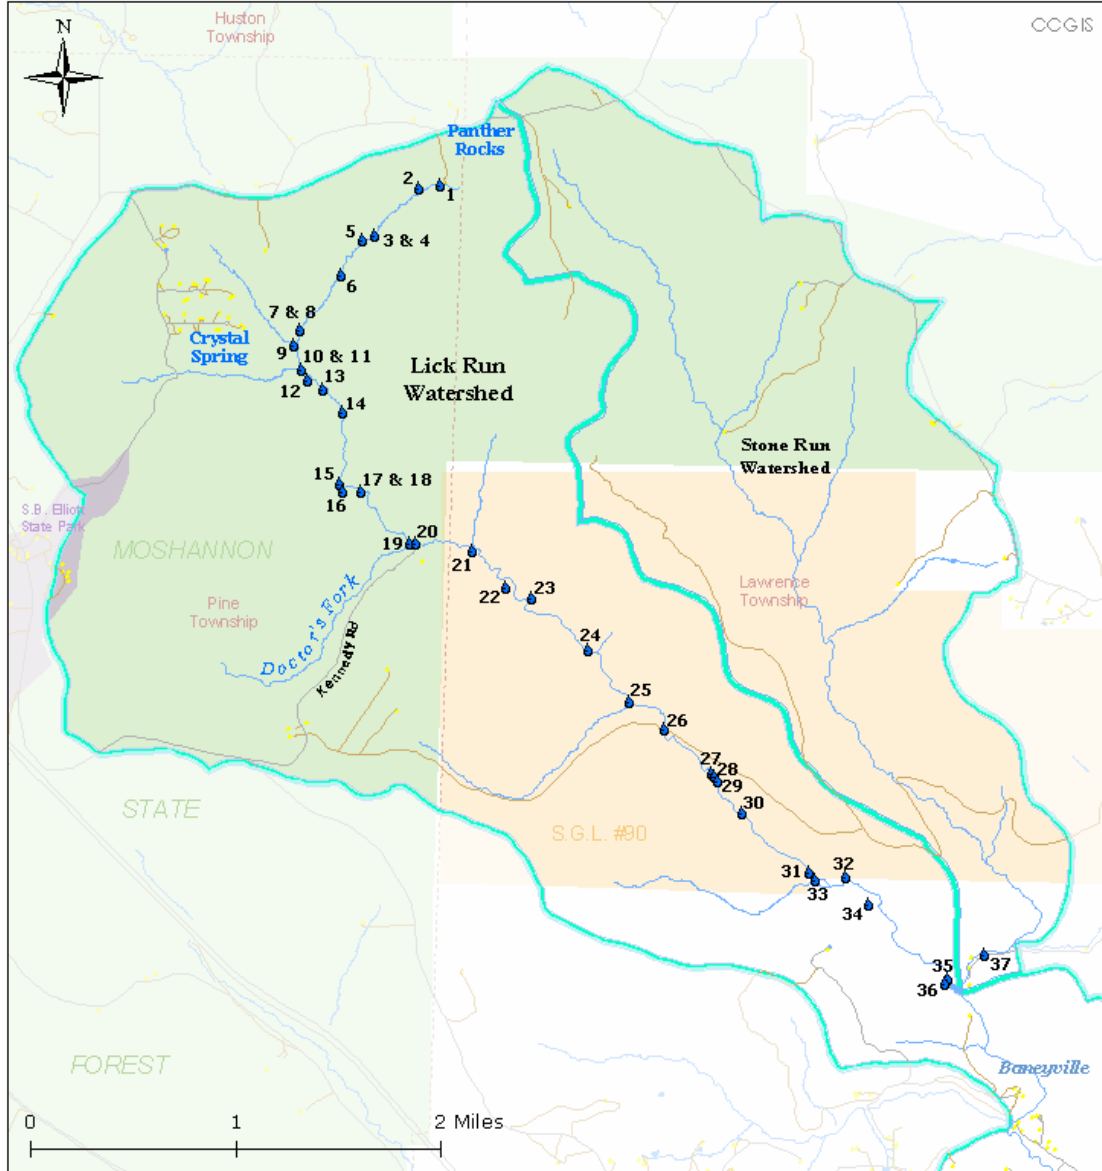 Huston
Township
CCGIS
N
Panther
Rocks
2
1
5
3 & 4
6
7 & 8
Crystal
Spring
9
10 & 11
Lick Run
Watershed
12
13
14
Stone Run
Watershed
15
17 & 18
16
S.B. Elliott
State Park
MOSHANNON
19
20
21
Pine
Township
Doctor's Fork
Kennedy Rd
22
23
Lawrence
Township
24
25
26
27
28
29
30
STATE
S.G.L. #90
31
32
33
34
35
36
37
FOREST
Baneyville
0
1
2 Miles